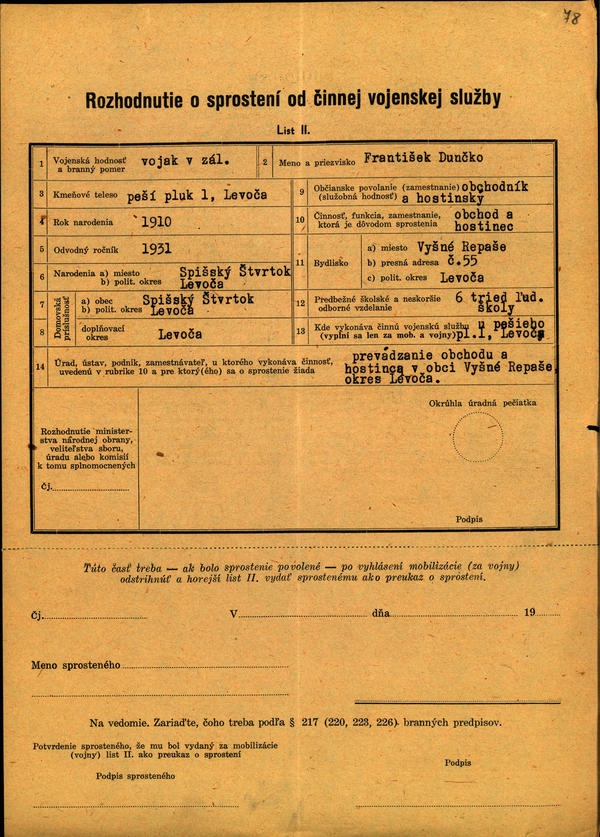 78
Rozhodnutie o sprostení od činnej vojenskej služby
List II.
1 Vojenská hodnosť a branný pomer vojak v zál.
2 Meno a priezvisko František Dunčko
3 Kmeňové teleso peší pluk 1, Levoča
9 Občianske povolanie (zamestnanie) (služobná hodnosť) obchodník a hostinský
4 Rok narodenia 1910
10 Činnosť, funkcia, zamestnanie, ktorá je dôvodom sprostenia obchod a hostinec
5 Odvodný ročník 1931
11 Bydlisko
a) miesto Vyšné Repaše
b) presná adresa č.55
c) polit. okres Levoča
6 Narodenia a) miesto Spišský Štvrtok
b) polit. okres Levoča
7 Domovská príslušnosť a) obec Spišský Štvrtok
b) polit. okres Levoča
12 Predbežné školské a neskoršie odborné vzdelanie 6 tried ľud. školy
8 doplňovací okres Levoča
13 Kde vykonáva činnú vojenskú službu (vyplní sa len za mob. a vojny) u pešieho pl.1, Levoča
14 Úrad, ústav, podnik, zamestnávateľ, u ktorého vykonáva činnosť,
uvedenú v rubrike 10 a pre ktorý(ého) sa o sprostenie žiada
prevádzanie obchodu a
hostinca v obci Vyšné Repaše,
okres Levoča.
Okrúhla úradná pečiatka
Rozhodnutie minister-
stva národnej obrany,
veliteľstva sboru,
úradu alebo komisií
k tomu splnomocnených
čj.
Podpis
Túto časť treba — ak bolo sprostenie povolené — po vyhlásení mobilizácie (za vojny)
odstrihnúť a horejší list II. vydať sprostenému ako preukaz o sprostení.
Čj. V dňa 19
Meno sprosteného
Na vedomie. Zariaďte, čoho treba podľa § 217 (220, 223, 226) branných predpisov.
Potvrdenie sprosteného, že mu bol vydaný za mobilizácie
(vojny) list II. ako preukaz o sprostení
Podpis
Podpis sprosteného